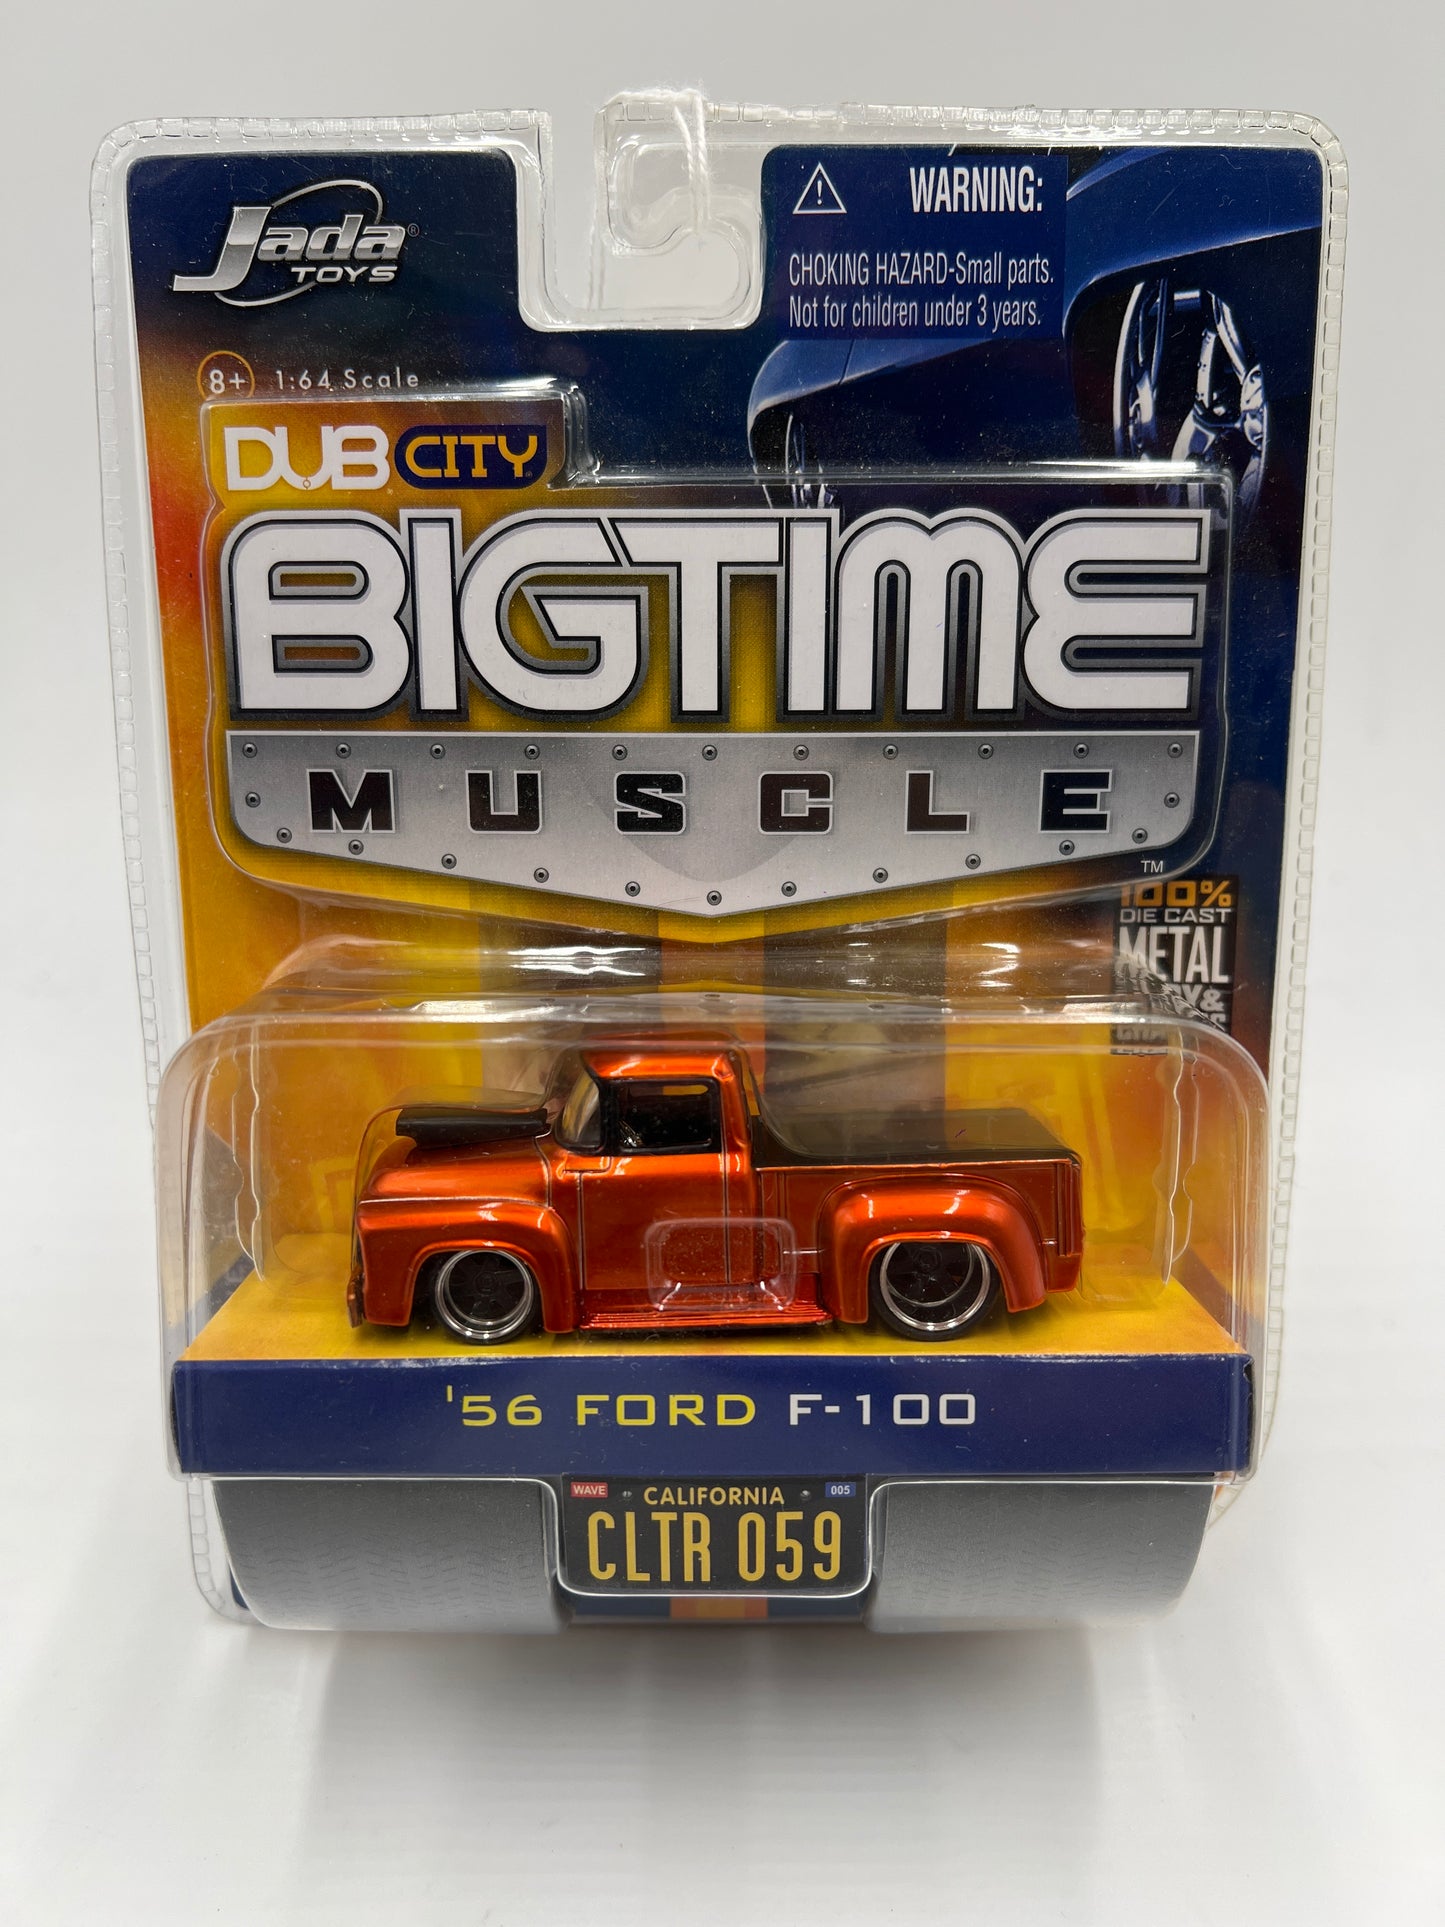 Jada®
TOYS
WARNING:
CHOKING HAZARD-Small parts.
Not for children under 3 years.
8+ 1:64 Scale
DUB CITY
BIGTIME
MUSCLE
TM
100%
DIE CAST
METAL
'56 FORD F-100
WAVE CALIFORNIA 005
CLTR 059